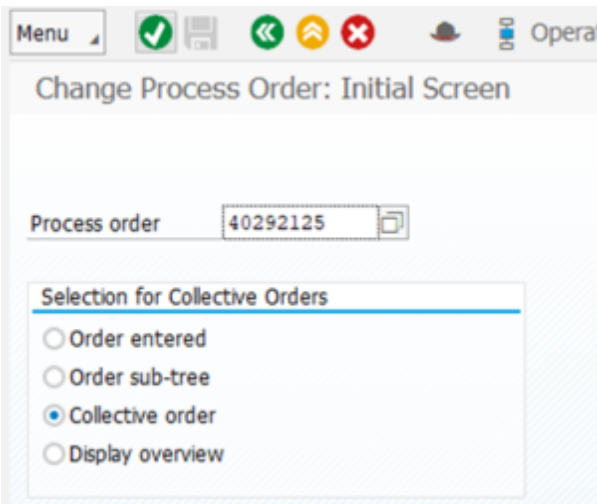 Menu Opera
Change Process Order: Initial Screen
Process order 40292125
Selection for Collective Orders
Order entered
Order sub-tree
Collective order
Display overview